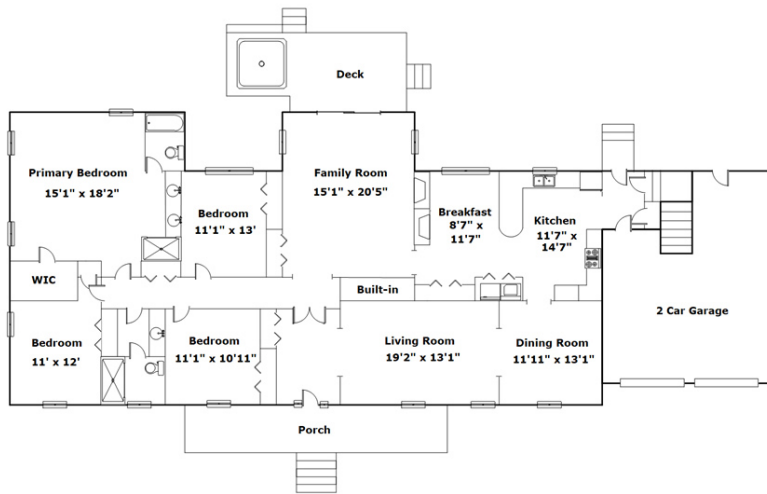 Deck
Primary Bedroom
15'1" x 18'2"
Family Room
15'1" x 20'5"
Bedroom
11'1" x 13'
Breakfast
8'7" x
11'7"
Kitchen
11'7" x
14'7"
WIC
Built-in
2 Car Garage
Bedroom
11' x 12'
Bedroom
11'1" x 10'11"
Living Room
19'2" x 13'1"
Dining Room
11'11" x 13'1"
Porch